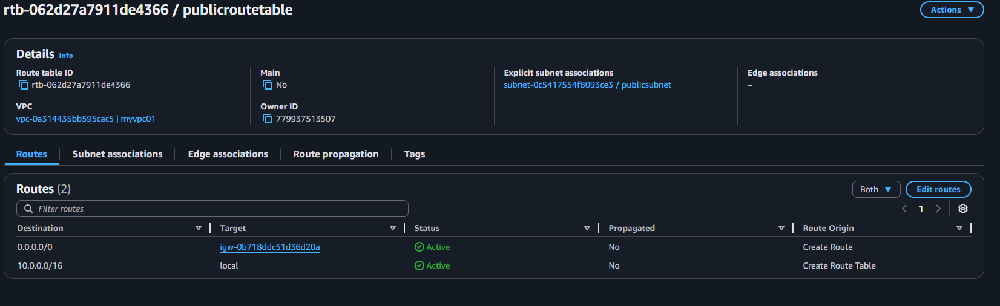 rtb-062d27a7911de4366 / publicroutetable
Actions
Details Info
Route table ID
rtb-062d27a7911de4366
Main
No
Explicit subnet associations
subnet-0c5417554f8093ce3 / publicsubnet
Edge associations
–
VPC
vpc-0a314435bb595cac5 | myvpc01
Owner ID
779937513507
Routes
Subnet associations
Edge associations
Route propagation
Tags
Routes (2)
Both
Edit routes
Filter routes
1
Destination Target Status Propagated Route Origin
0.0.0.0/0 igw-0b718ddc51d36d20a Active No Create Route
10.0.0.0/16 local Active No Create Route Table